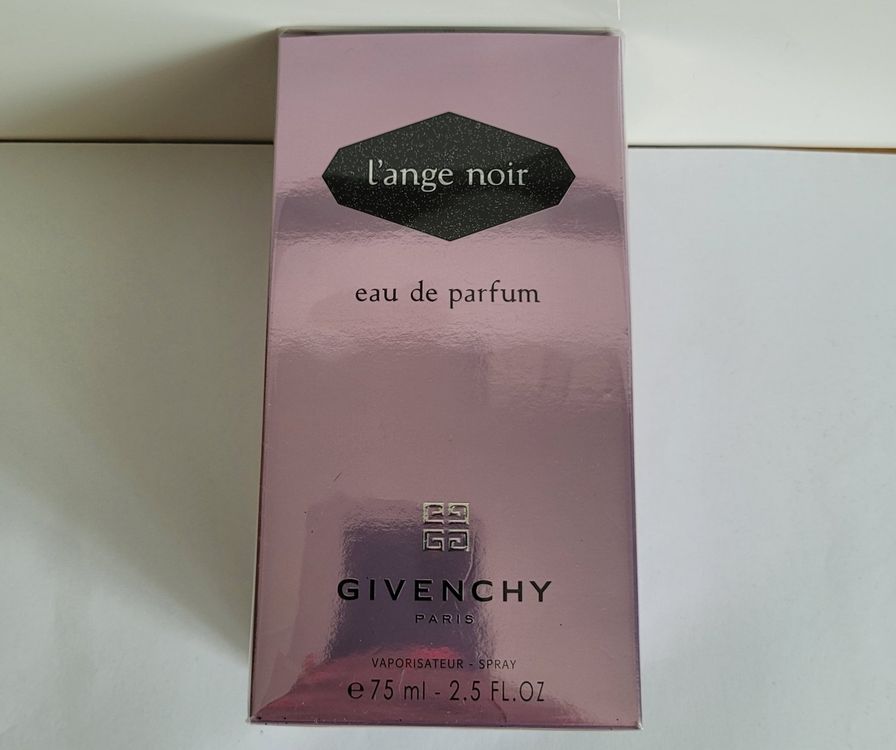 l'ange noir
eau de parfum
GIVENCHY
PARIS
VAPORISATEUR - SPRAY
℮ 75 ml - 2.5 FL.OZ